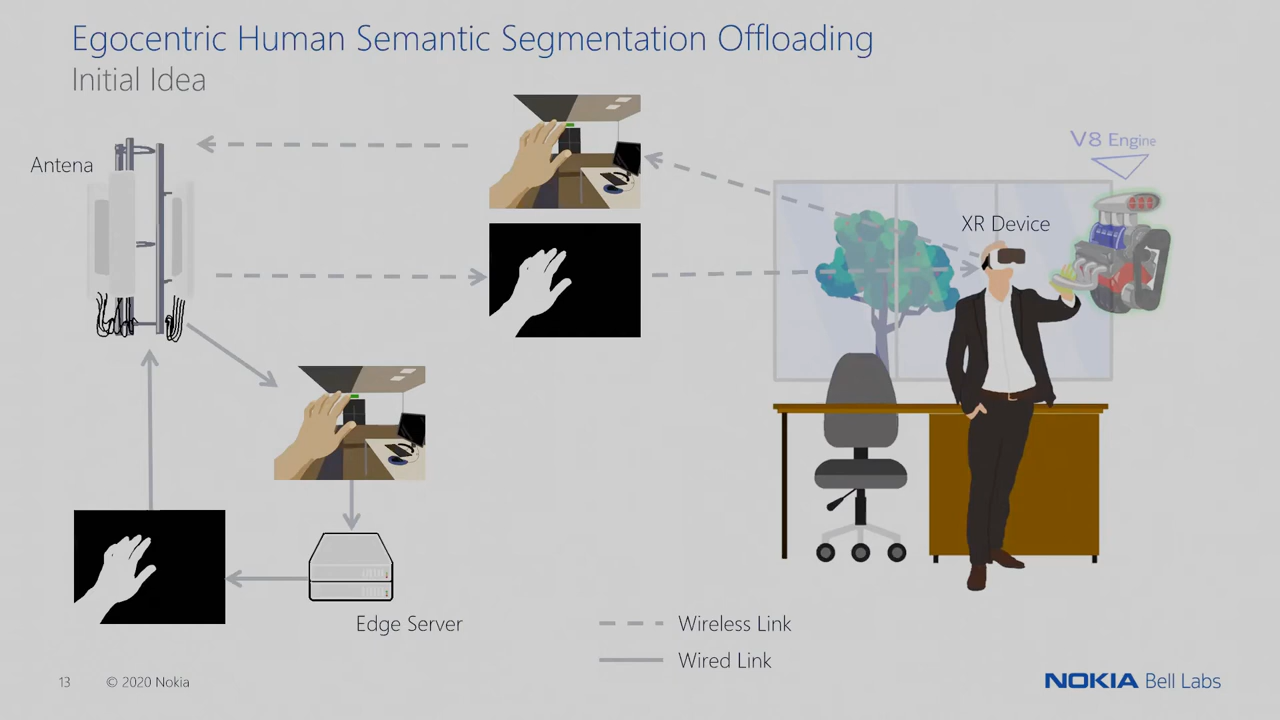 Egocentric Human Semantic Segmentation Offloading
Initial Idea
Antena
V8 Engine
XR Device
Edge Server
Wireless Link
Wired Link
13 © 2020 Nokia
NOKIA Bell Labs